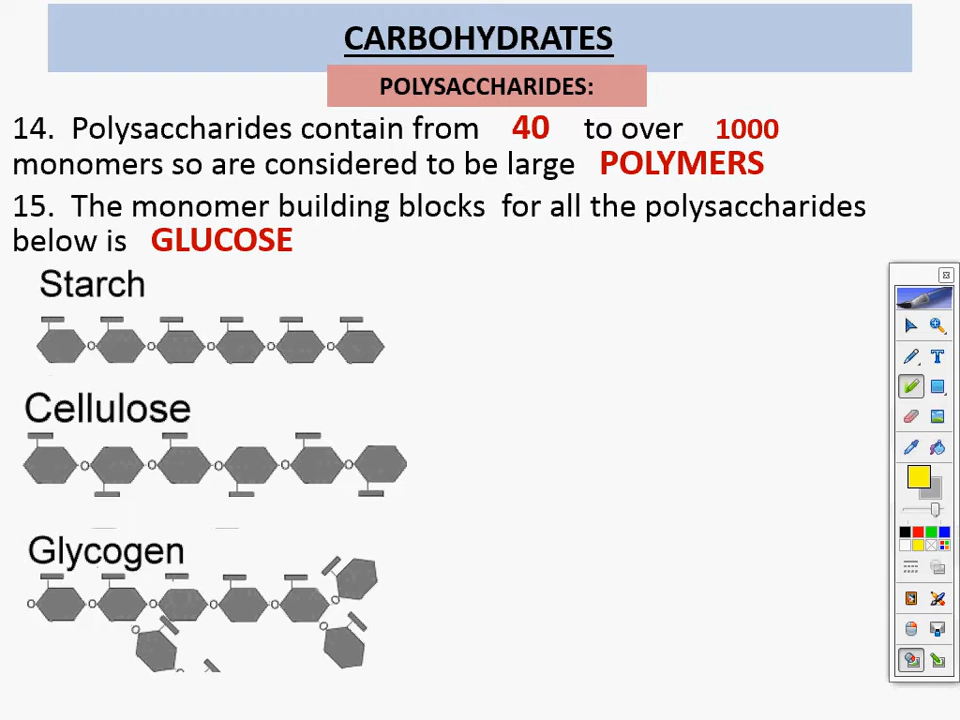 CARBOHYDRATES
POLYSACCHARIDES:
14. Polysaccharides contain from 40 to over 1000
monomers so are considered to be large POLYMERS
15. The monomer building blocks for all the polysaccharides
below is GLUCOSE
Starch
o o o o o
Cellulose
o o o o o
Glycogen
o o o o o o
o o
o
T